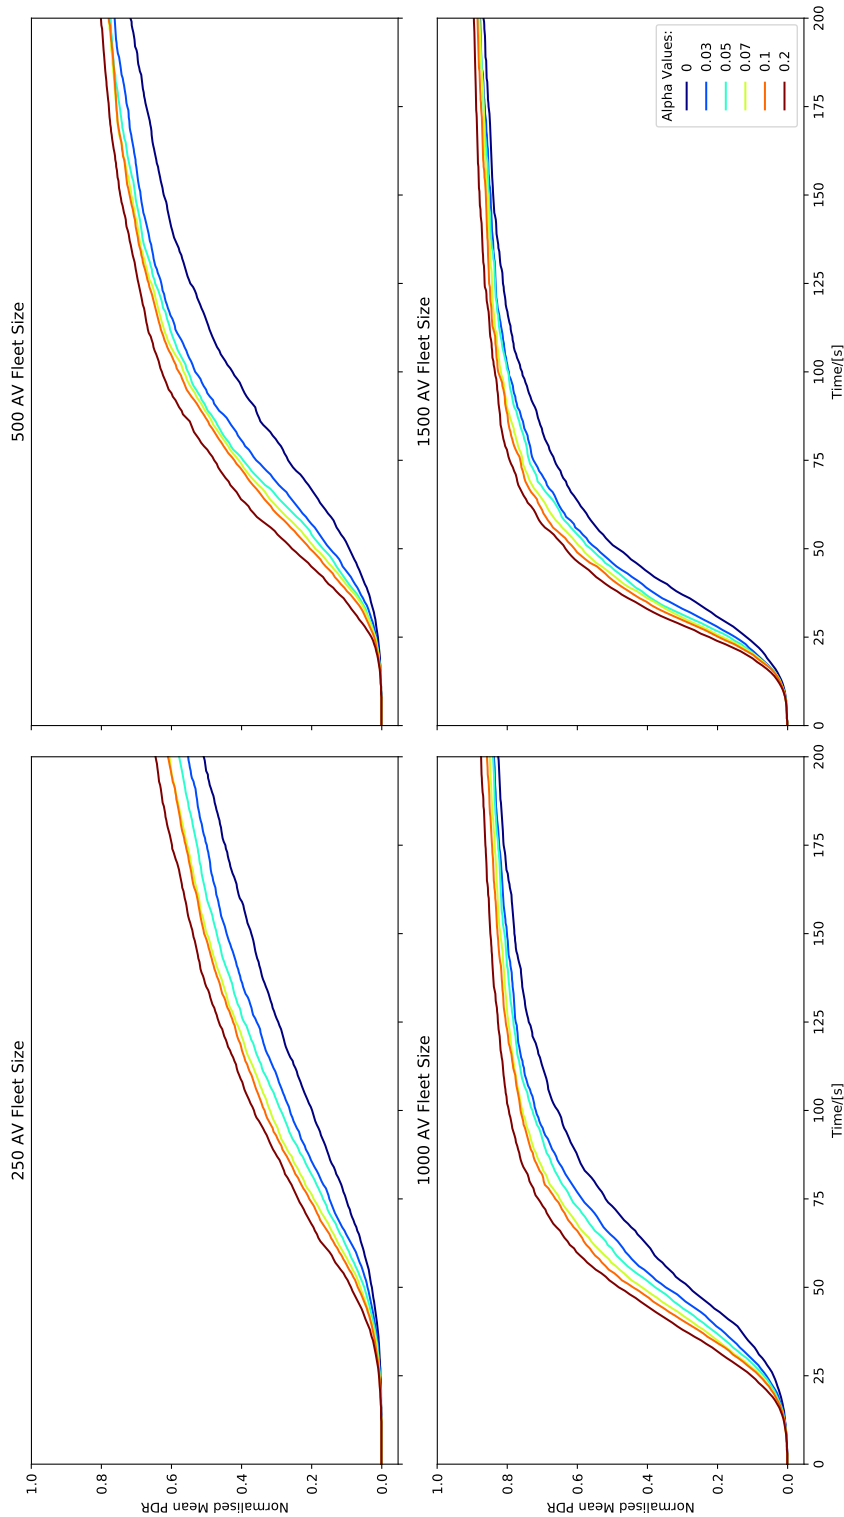 250 AV Fleet Size
500 AV Fleet Size
Normalised Mean PDR
1.0
0.8
0.6
0.4
0.2
0.0
1000 AV Fleet Size
1500 AV Fleet Size
Normalised Mean PDR
1.0
0.8
0.6
0.4
0.2
0.0
0 25 50 75 100 125 150 175 200
Time/[s]
0 25 50 75 100 125 150 175 200
Time/[s]
Alpha Values:
0
0.03
0.05
0.07
0.1
0.2